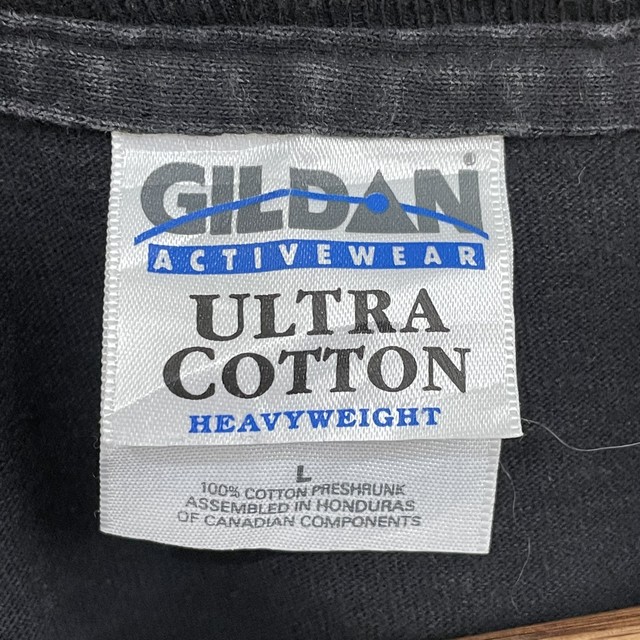 GILDAN®
ACTIVEWEAR
ULTRA
COTTON
HEAVYWEIGHT
L
100% COTTON PRESHRUNK
ASSEMBLED IN HONDURAS
OF CANADIAN COMPONENTS